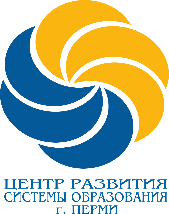 ЦЕНТР РАЗВИТИЯ
СИСТЕМЫ ОБРАЗОВАНИЯ
г. ПЕРМИ